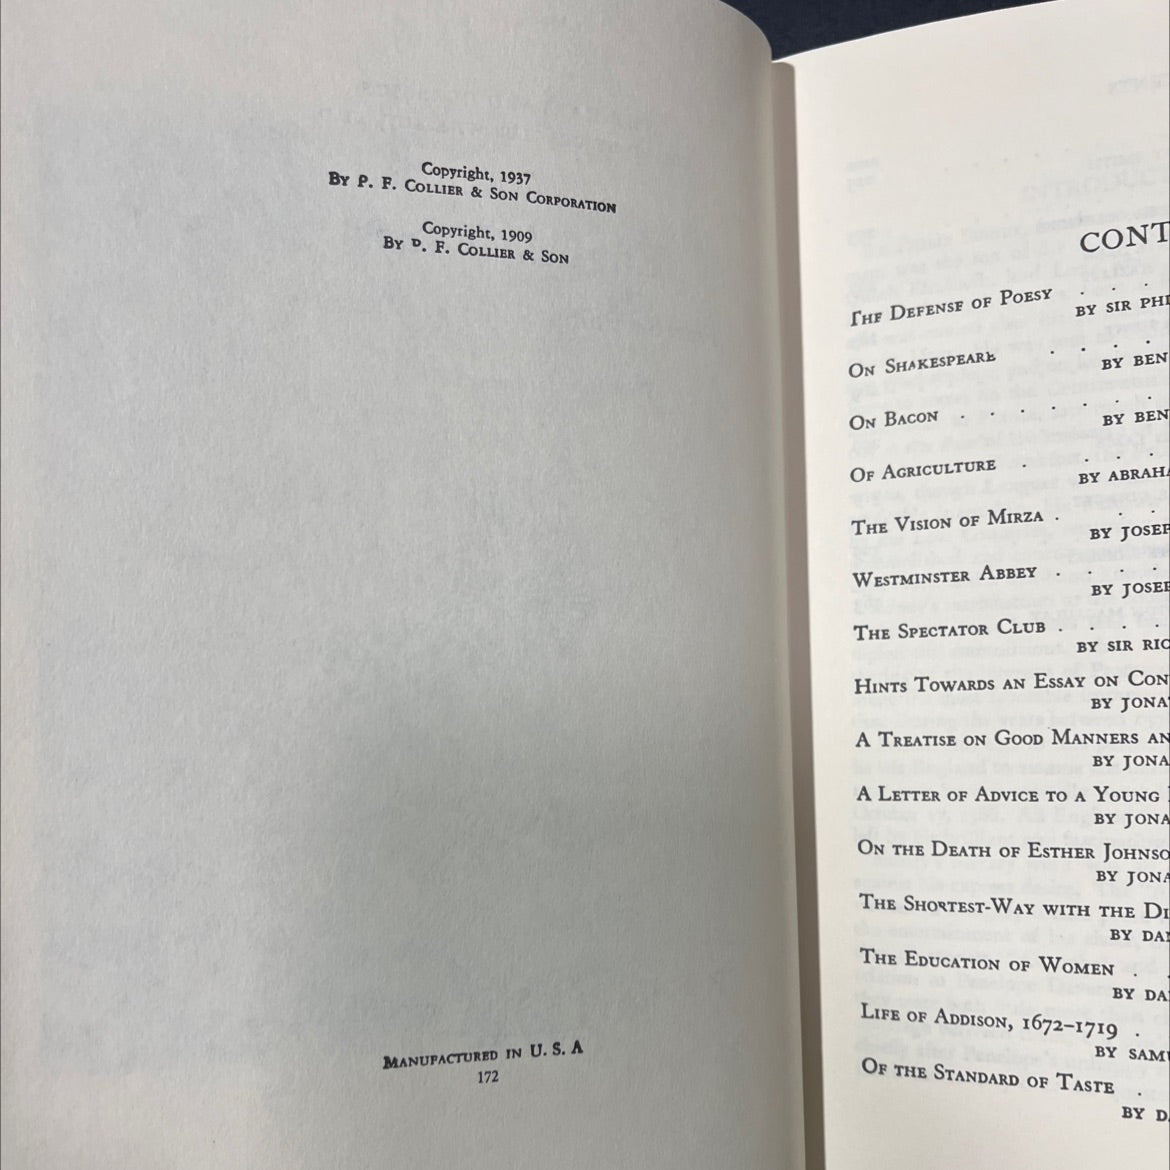 Copyright, 1937
By P. F. Collier & Son Corporation
Copyright, 1909
By P. F. Collier & Son
Manufactured in U. S. A
172
CONT
The Defense of Poesy . . .
BY SIR PHI
On Shakespeare . . . .
BY BEN
On Bacon . . . . . . .
BY BEN
Of Agriculture . . .
BY ABRAHA
The Vision of Mirza . . .
BY JOSEP
Westminster Abbey . . . .
BY JOSEP
The Spectator Club . . . .
BY SIR RIC
Hints Towards an Essay on Con
BY JONA
A Treatise on Good Manners an
BY JONA
A Letter of Advice to a Young
BY JONA
On the Death of Esther Johnso
BY JONA
The Shortest-Way with the Di
BY DAN
The Education of Women . .
BY DA
Life of Addison, 1672–1719 .
BY SAMU
Of the Standard of Taste .
BY D